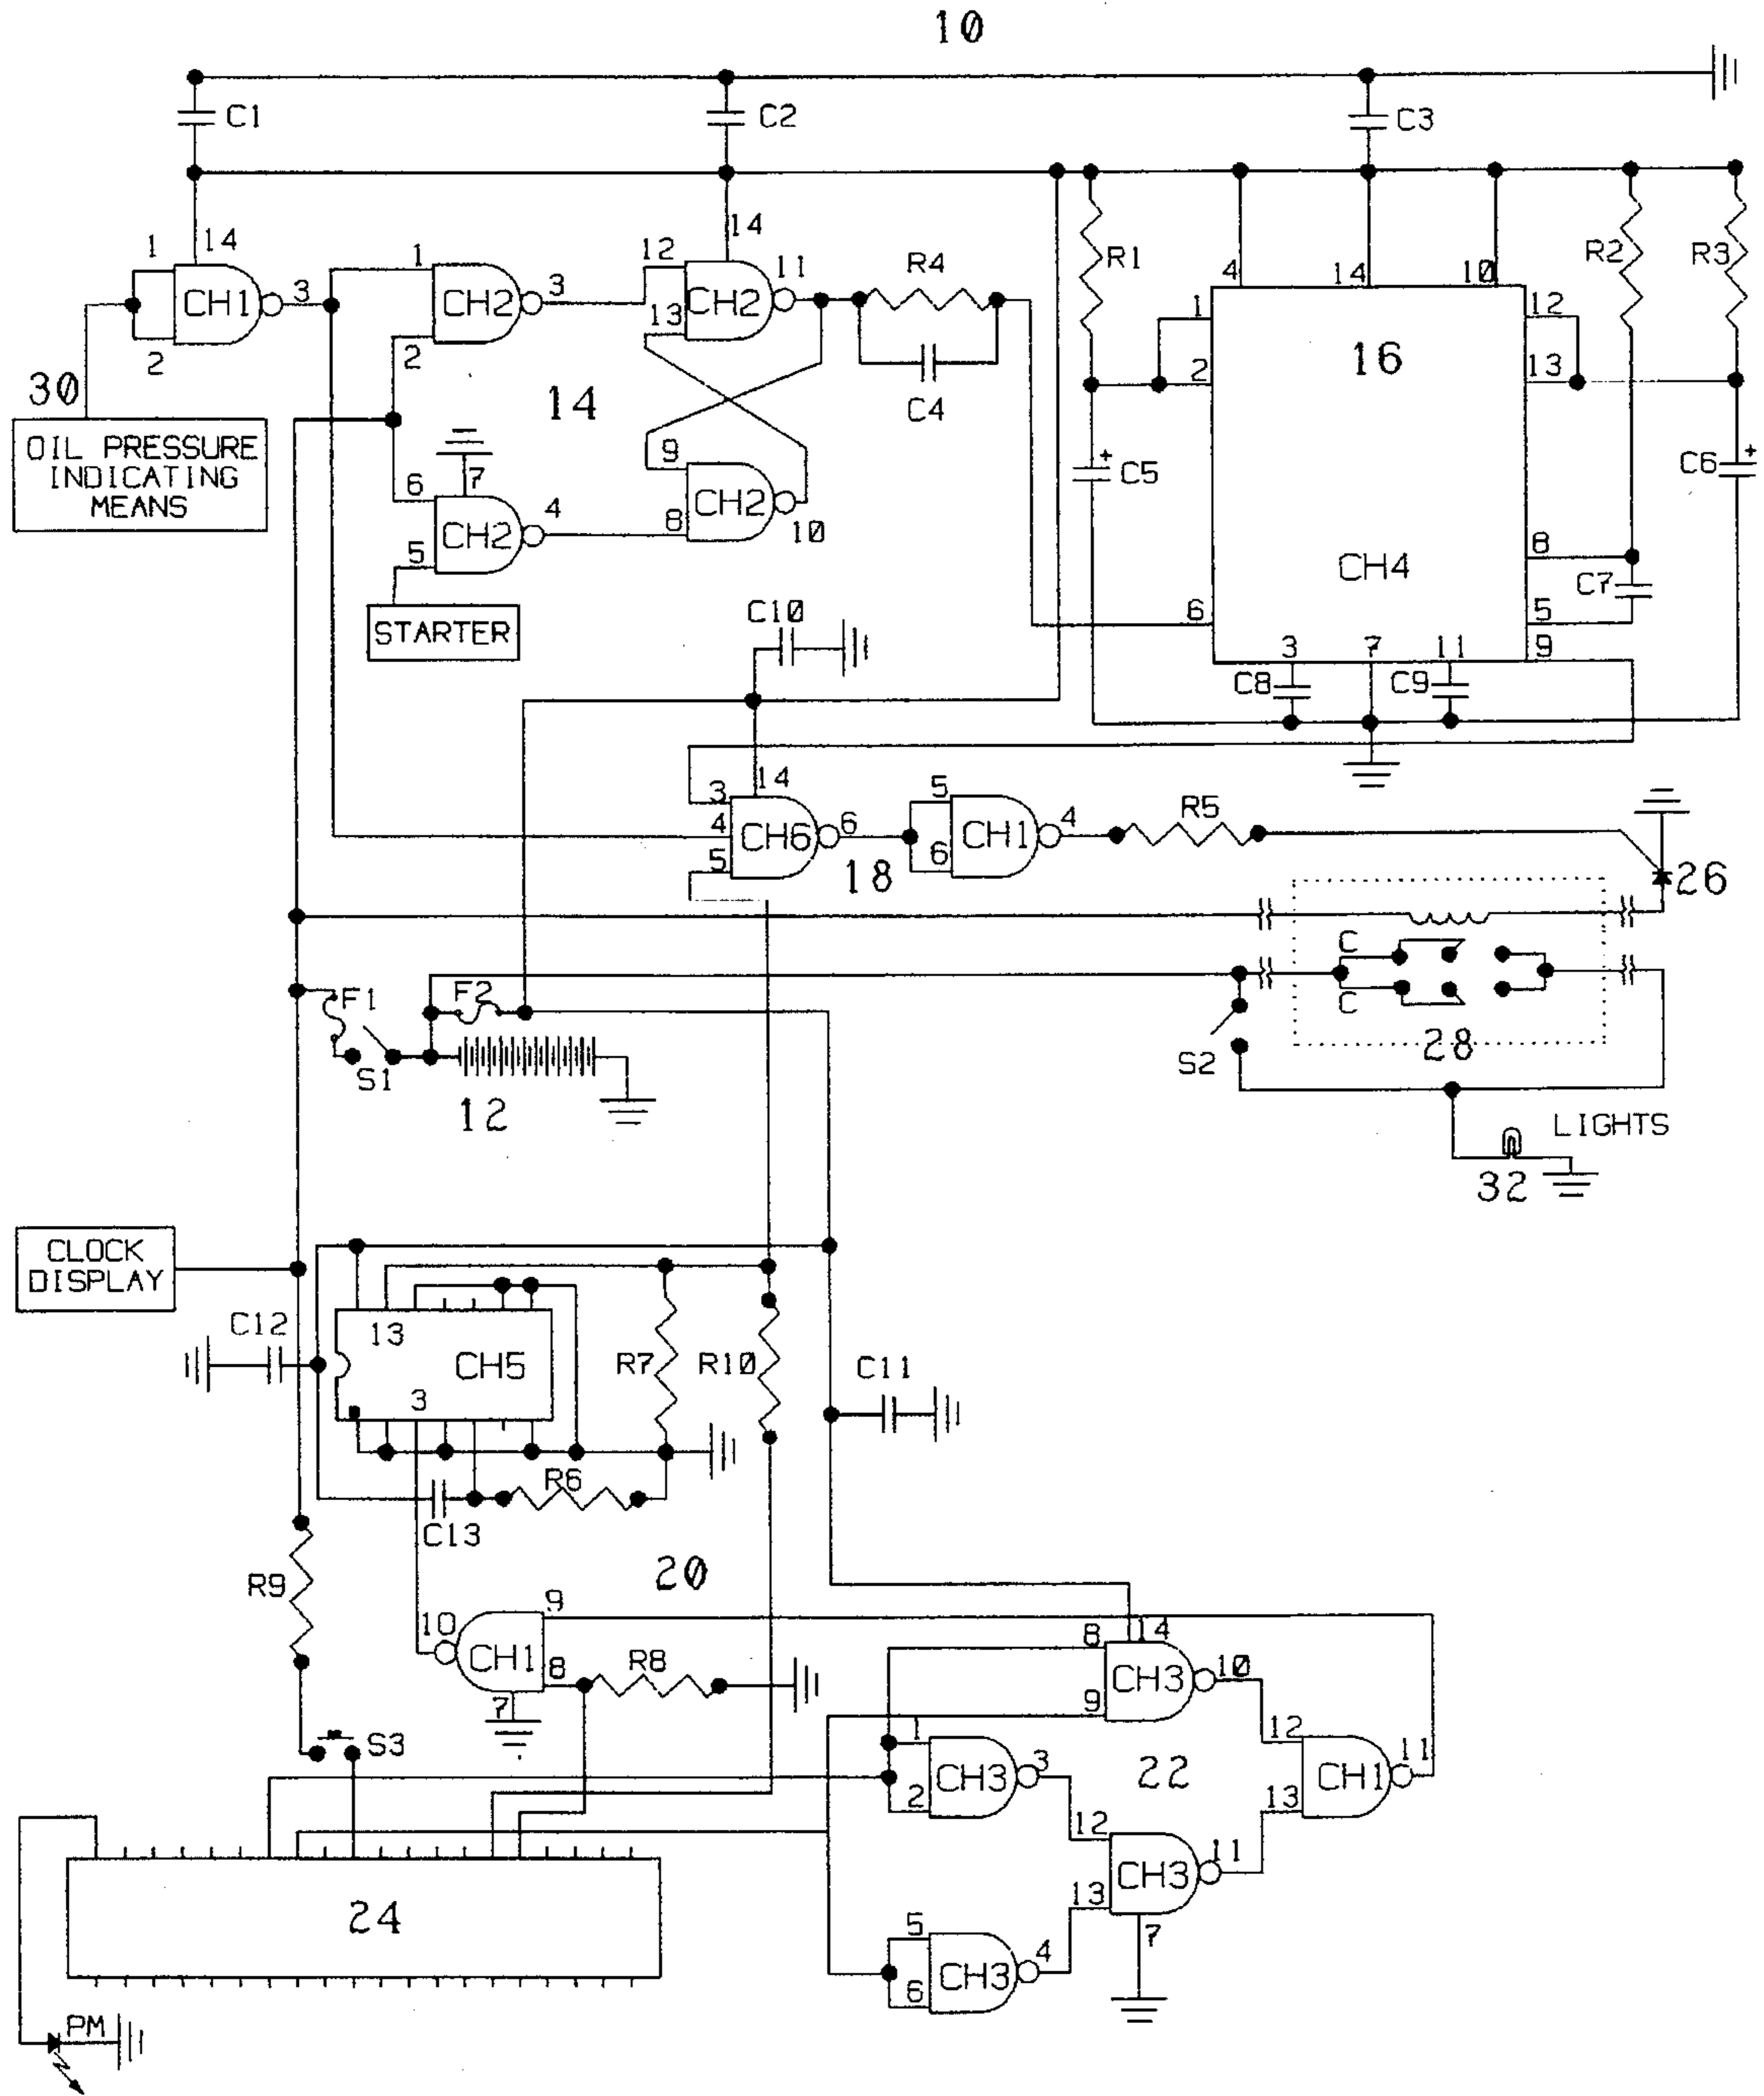 10
C1
C2
C3
1
14
2
3
CH1
1
2
CH2
3
12
14
13
CH2
11
R4
C4
R1
4
14
10
R2
R3
1
2
16
12
13
30
OIL PRESSURE
INDICATING
MEANS
14
6
7
5
CH2
4
9
8
CH2
10
+
C5
C6
+
CH4
8
C7
5
9
6
3
7
11
C8
C9
STARTER
C10
3
14
4
5
CH6
6
18
5
6
CH1
4
R5
26
C
C
28
F1
F2
S1
12
S2
LIGHTS
32
CLOCK
DISPLAY
C12
13
CH5
3
R7
R10
C11
R6
C13
20
R9
10
CH1
9
8
7
R8
S3
8
14
9
CH3
10
1
2
CH3
3
22
12
13
CH1
11
12
13
CH3
11
7
5
6
CH3
4
24
PM